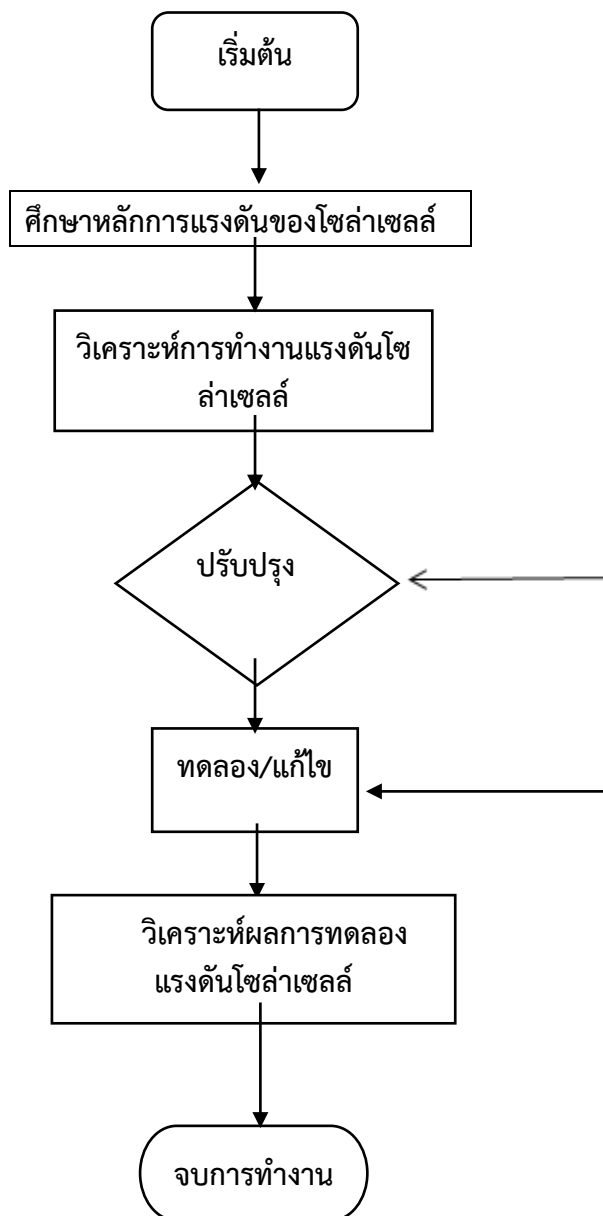 เริ่มต้น
ศึกษาหลักการแรงดันของโซล่าเซลล์
วิเคราะห์การทำงานแรงดันโซ
ล่าเซลล์
ปรับปรุง
ทดลอง/แก้ไข
วิเคราะห์ผลการทดลอง
แรงดันโซล่าเซลล์
จบการทำงาน